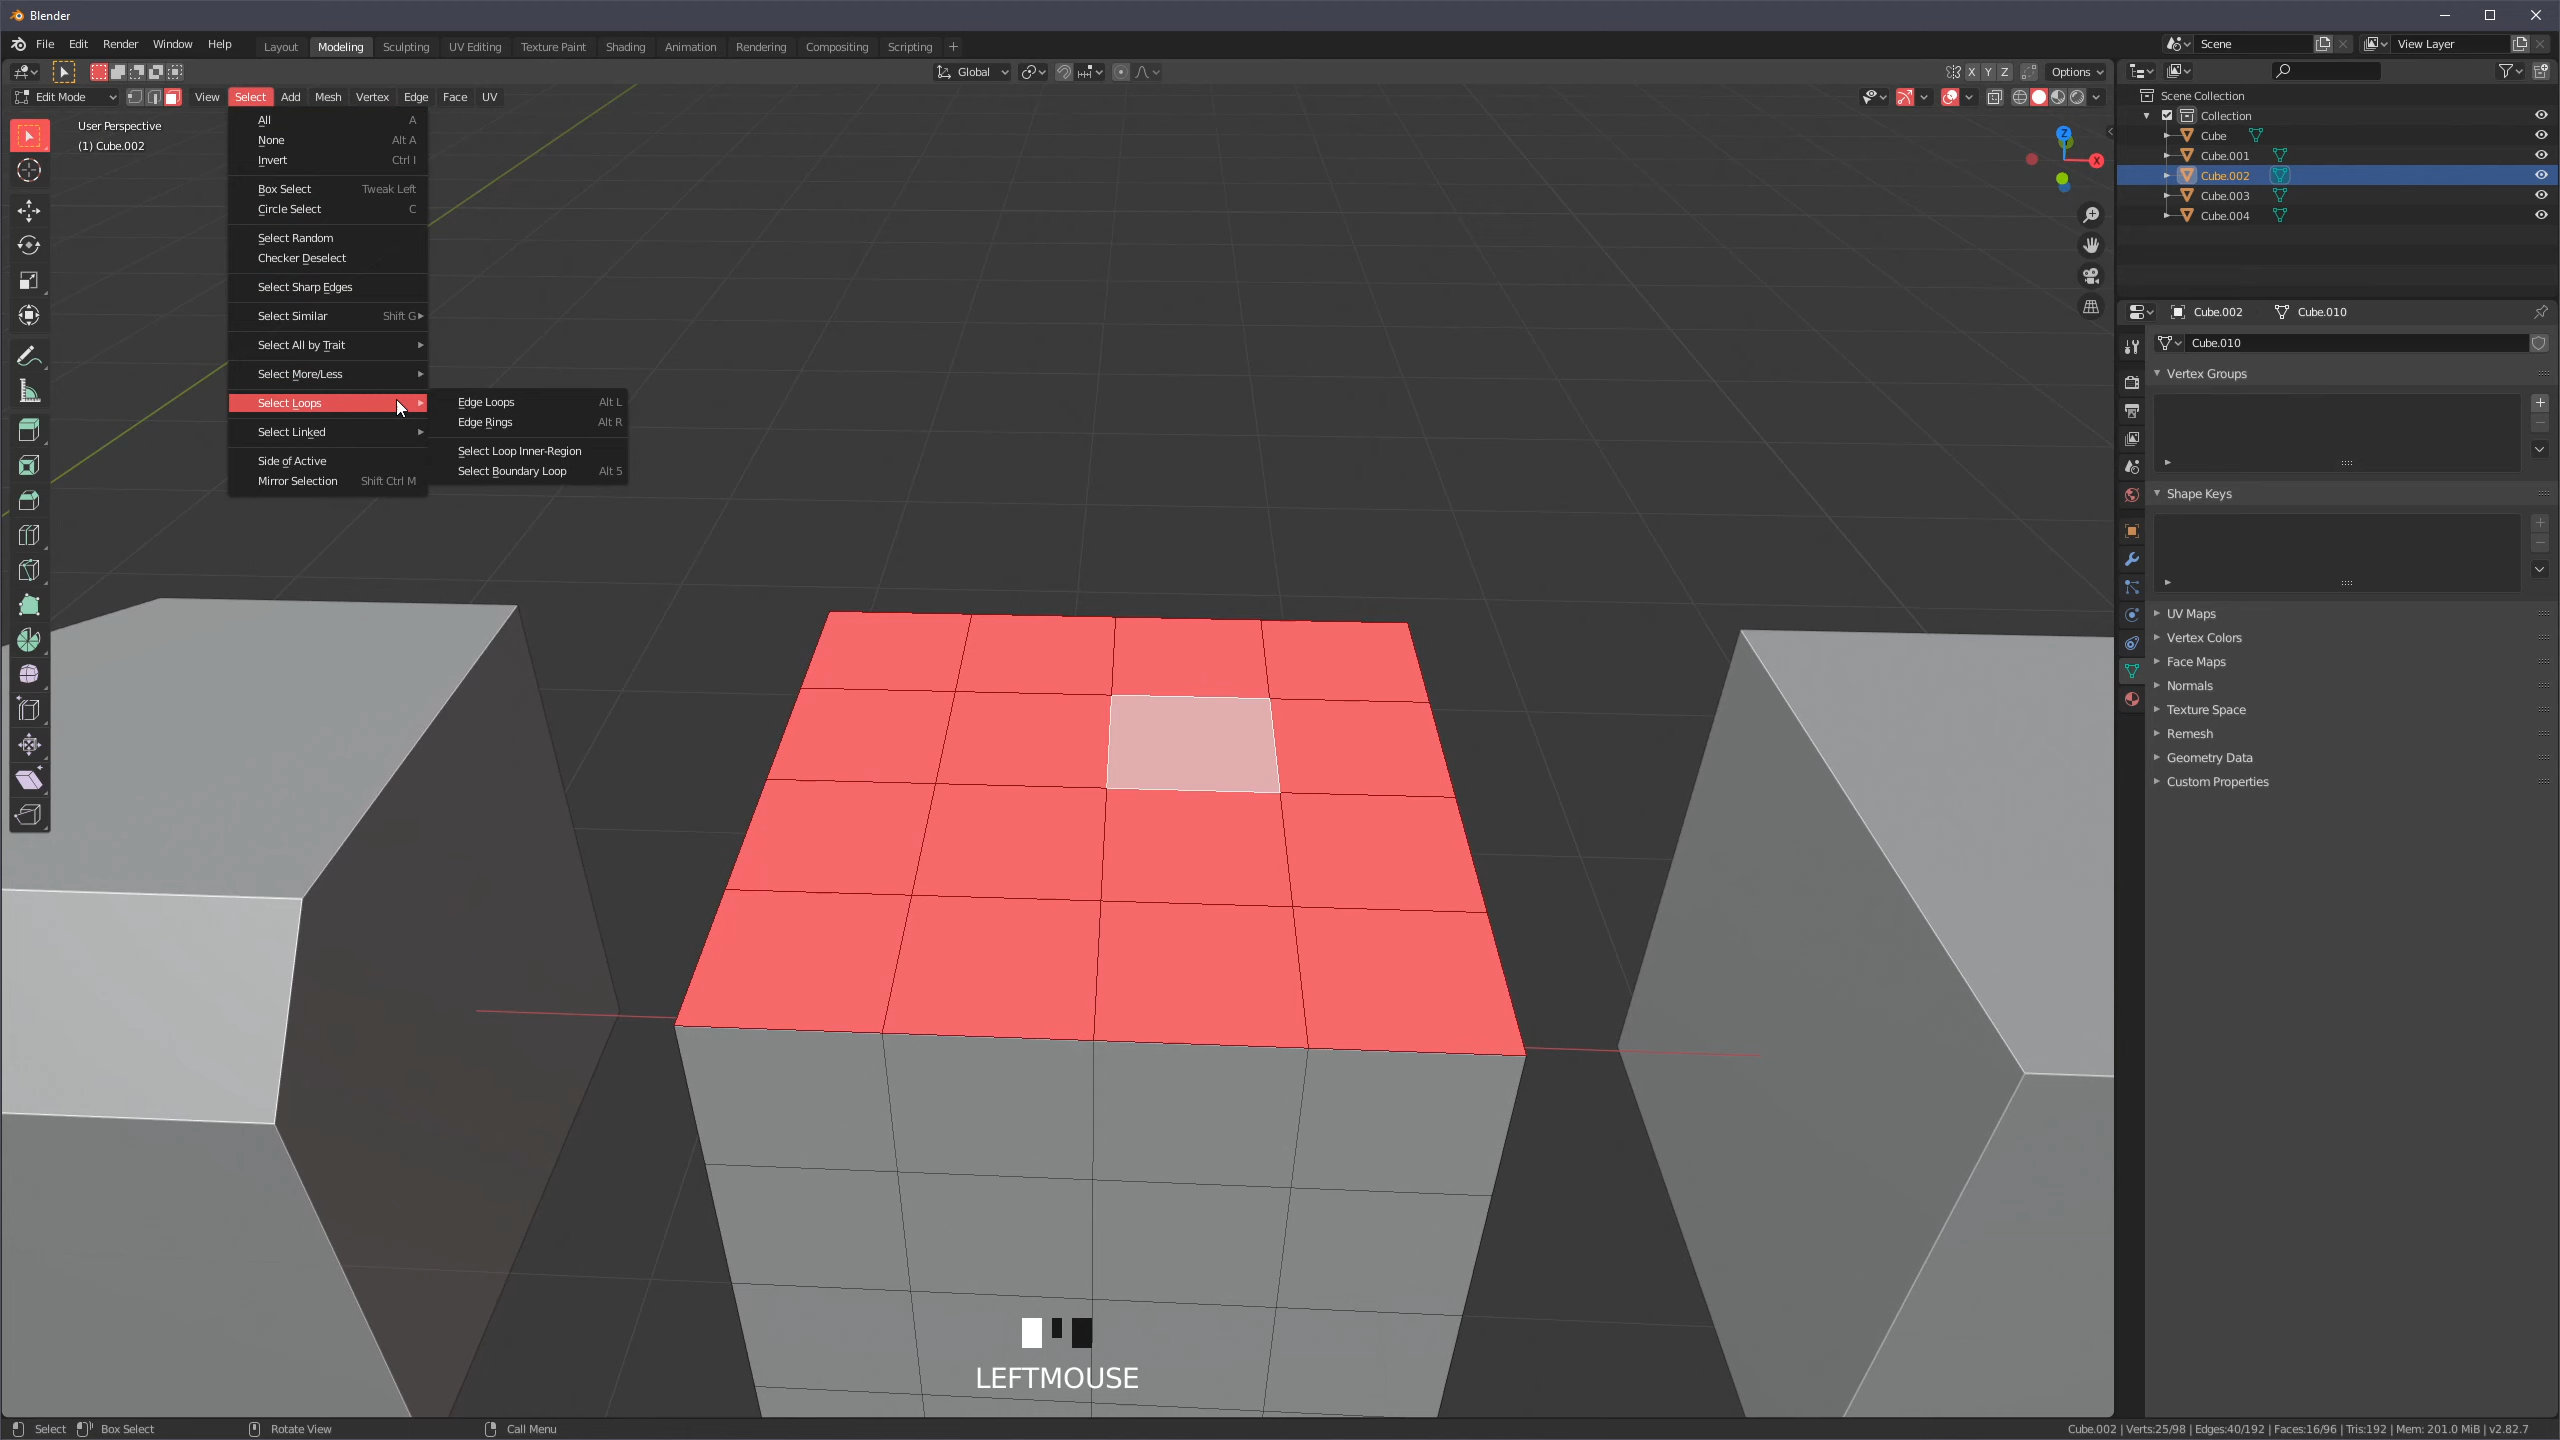 Blender
File Edit Render Window Help
Layout Modeling Sculpting UV Editing Texture Paint Shading Animation Rendering Compositing Scripting +
Scene
View Layer
Global
X Y Z
Options
Edit Mode
View Select Add Mesh Vertex Edge Face UV
User Perspective
(1) Cube.002
All A
None Alt A
Invert Ctrl I
Box Select Tweak Left
Circle Select C
Select Random
Checker Deselect
Select Sharp Edges
Select Similar Shift G
Select All by Trait
Select More/Less
Select Loops
Select Linked
Side of Active
Mirror Selection Shift Ctrl M
Edge Loops Alt L
Edge Rings Alt R
Select Loop Inner-Region
Select Boundary Loop Alt 5
Z
X
Scene Collection
Collection
Cube
Cube.001
Cube.002
Cube.003
Cube.004
Cube.002 Cube.010
Cube.010
Vertex Groups
Shape Keys
UV Maps
Vertex Colors
Face Maps
Normals
Texture Space
Remesh
Geometry Data
Custom Properties
LEFTMOUSE
Select Box Select Rotate View Call Menu
Cube.002 | Verts:25/98 | Edges:40/192 | Faces:16/96 | Tris:192 | Mem: 201.0 MiB | v2.82.7